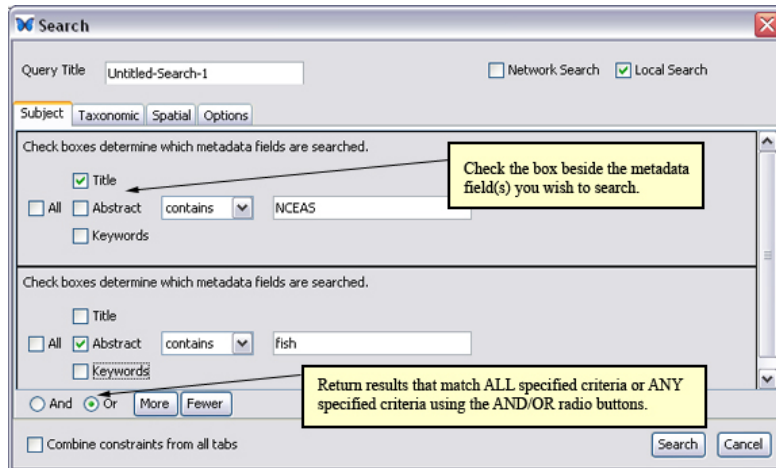 Search
Query Title Untitled-Search-1 Network Search Local Search
Subject Taxonomic Spatial Options
Check boxes determine which metadata fields are searched.
Check the box beside the metadata
field(s) you wish to search.
Title
All Abstract contains NCEAS
Keywords
Check boxes determine which metadata fields are searched.
Title
All Abstract contains fish
Keywords
Return results that match ALL specified criteria or ANY
specified criteria using the AND/OR radio buttons.
And Or More Fewer
Combine constraints from all tabs Search Cancel